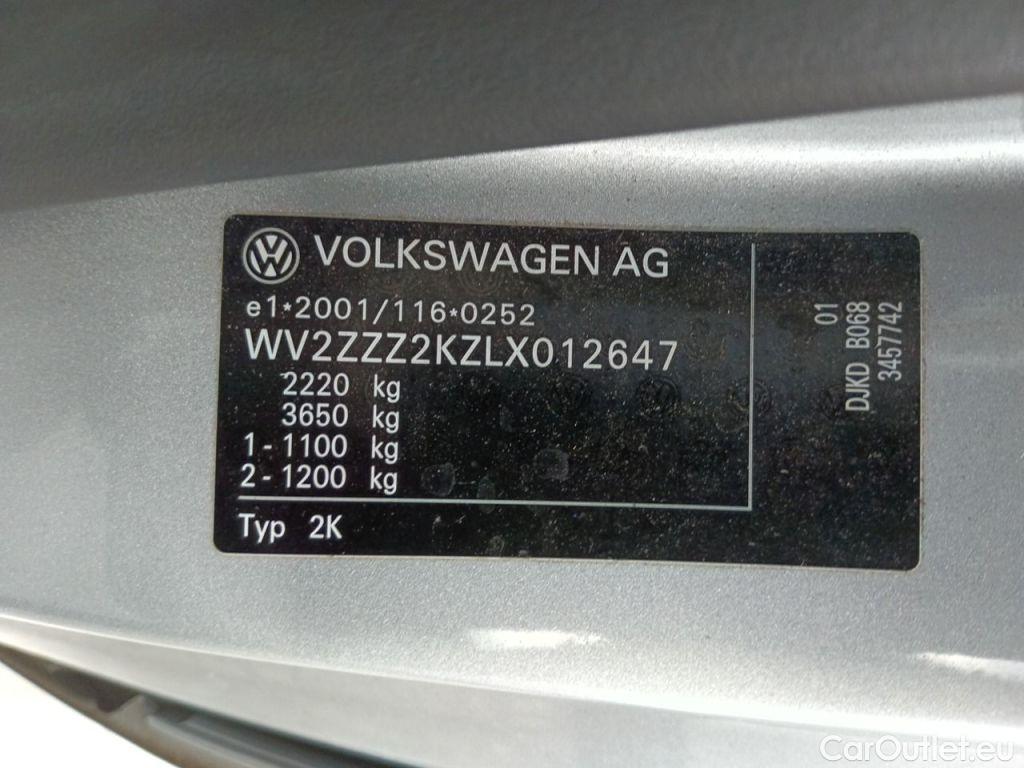 VOLKSWAGEN AG
e1*2001/116*0252
WV2ZZZ2KZLX012647
2220 kg
3650 kg
1 - 1100 kg
2 - 1200 kg
Typ 2K
01
DJKD B068
3457742
CarOutlet.eu